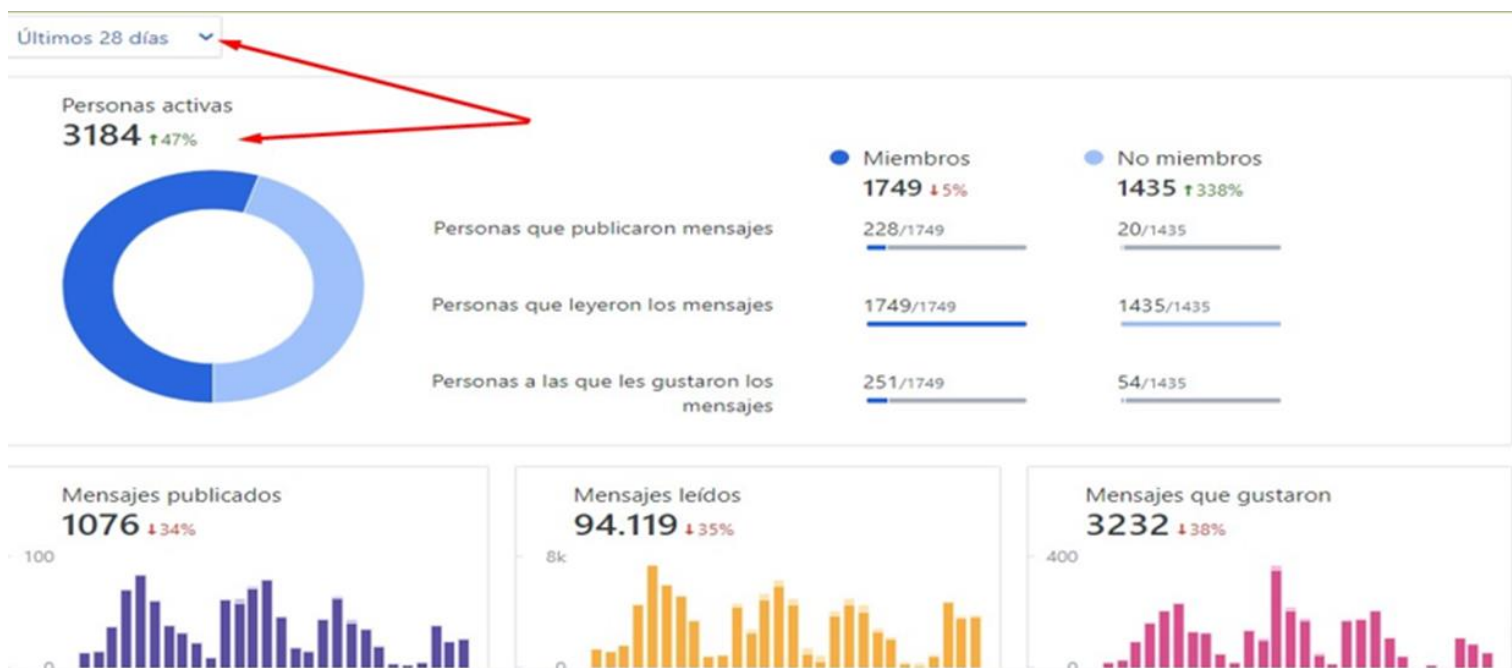 Últimos 28 días
Personas activas
3184 ↑47%
Miembros
1749 ↓5%
No miembros
1435 ↑338%
Personas que publicaron mensajes
228/1749
20/1435
Personas que leyeron los mensajes
1749/1749
1435/1435
Personas a las que les gustaron los
mensajes
251/1749
54/1435
Mensajes publicados
1076 ↓34%
100
0
Mensajes leídos
94.119 ↓35%
8k
0
Mensajes que gustaron
3232 ↓38%
400
0